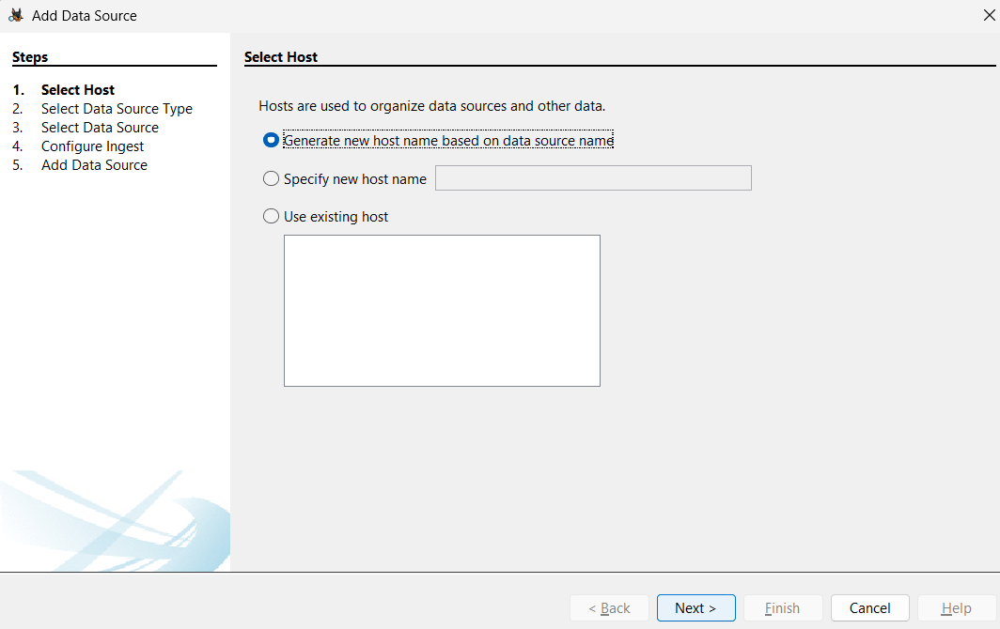 Add Data Source
Steps
1. Select Host
2. Select Data Source Type
3. Select Data Source
4. Configure Ingest
5. Add Data Source
Select Host
Hosts are used to organize data sources and other data.
Generate new host name based on data source name
Specify new host name
Use existing host
< Back
Next >
Finish
Cancel
Help